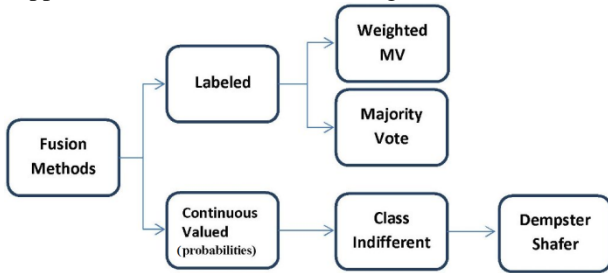 Weighted
MV
Labeled
Majority
Vote
Fusion
Methods
Continuous
Valued
(probabilities)
Class
Indifferent
Dempster
Shafer